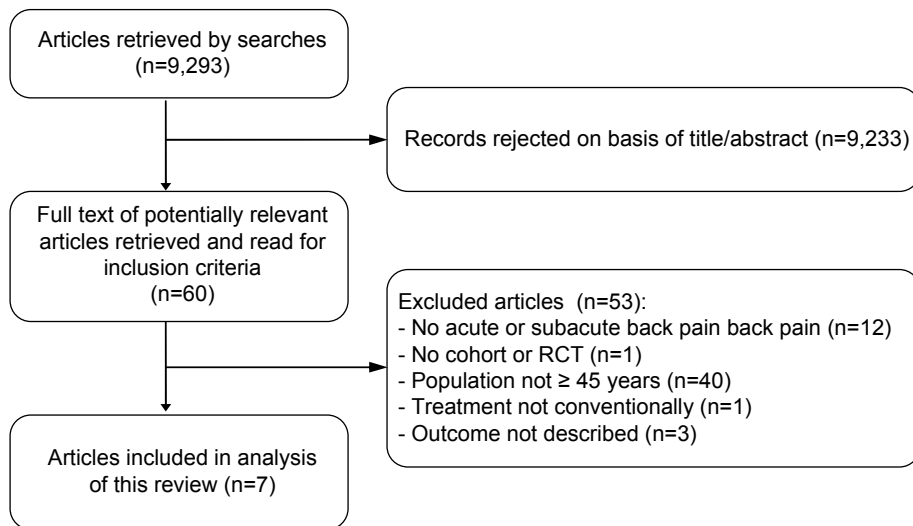 Articles retrieved by searches
(n=9,293)
Records rejected on basis of title/abstract (n=9,233)
Full text of potentially relevant
articles retrieved and read for
inclusion criteria
(n=60)
Excluded articles  (n=53):
- No acute or subacute back pain back pain (n=12)
- No cohort or RCT (n=1)
- Population not ≥ 45 years (n=40)
- Treatment not conventionally (n=1)
- Outcome not described (n=3)
Articles included in analysis
of this review (n=7)